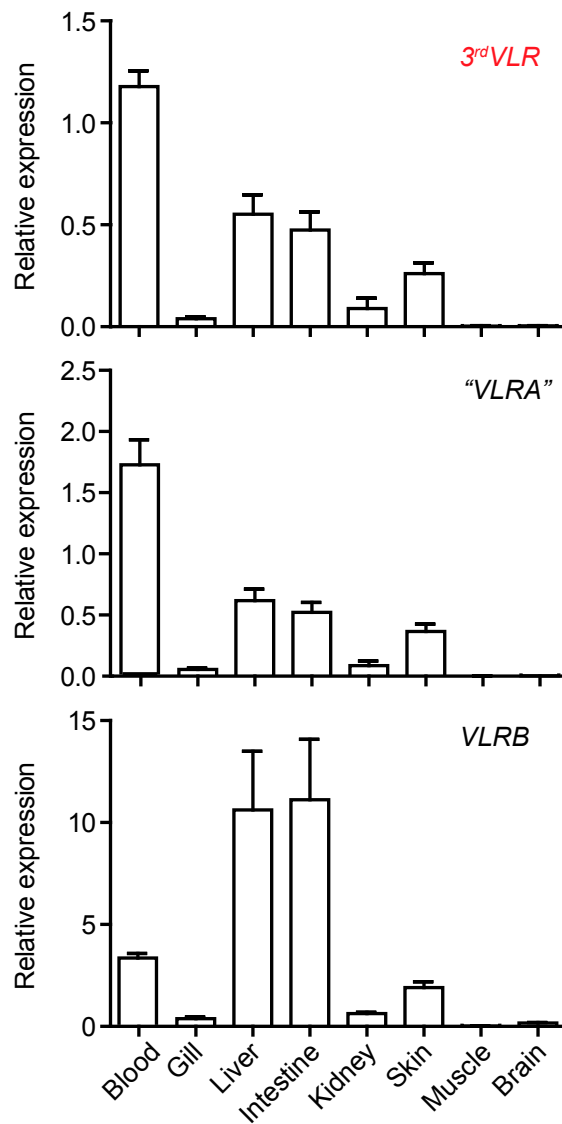 1.5
1.0
0.5
0.0
Relative expression
3rdVLR
2.5
2.0
1.5
1.0
0.5
0.0
Relative expression
“VLRA”
15
10
5
0
Relative expression
VLRB
Blood
Gill
Liver
Intestine
Kidney
Skin
Muscle
Brain